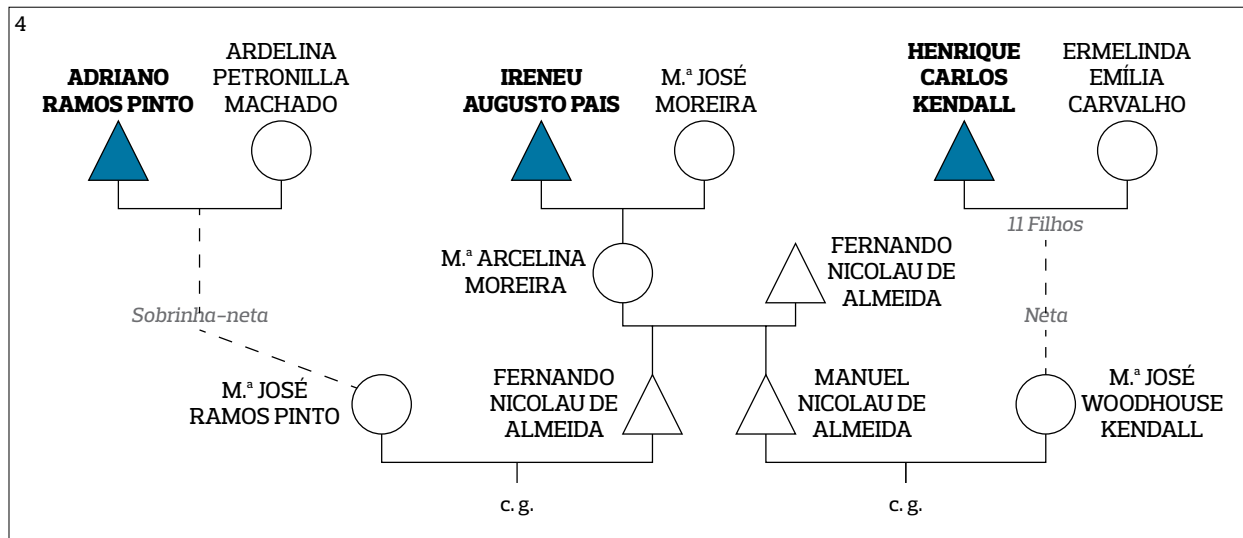 4
ADRIANO
RAMOS PINTO
ARDELINA
PETRONILLA
MACHADO
IRENEU
AUGUSTO PAIS
M.ª JOSÉ
MOREIRA
HENRIQUE
CARLOS
KENDALL
ERMELINDA
EMÍLIA
CARVALHO
11 Filhos
M.ª ARCELINA
MOREIRA
FERNANDO
NICOLAU DE
ALMEIDA
Sobrinha-neta
Neta
M.ª JOSÉ
RAMOS PINTO
FERNANDO
NICOLAU DE
ALMEIDA
MANUEL
NICOLAU DE
ALMEIDA
M.ª JOSÉ
WOODHOUSE
KENDALL
c. g.
c. g.